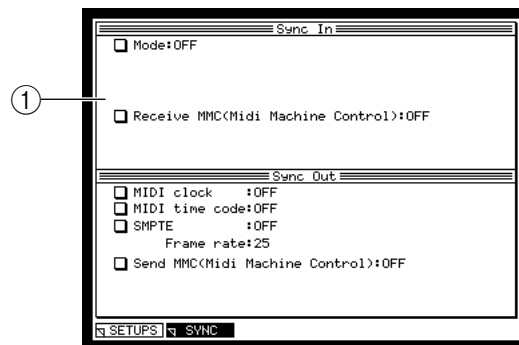 Sync In
Mode:OFF
1
Receive MMC(Midi Machine Control):OFF
Sync Out
MIDI clock :OFF
MIDI time code:OFF
SMPTE :OFF
Frame rate:25
Send MMC(Midi Machine Control):OFF
SETUPS SYNC